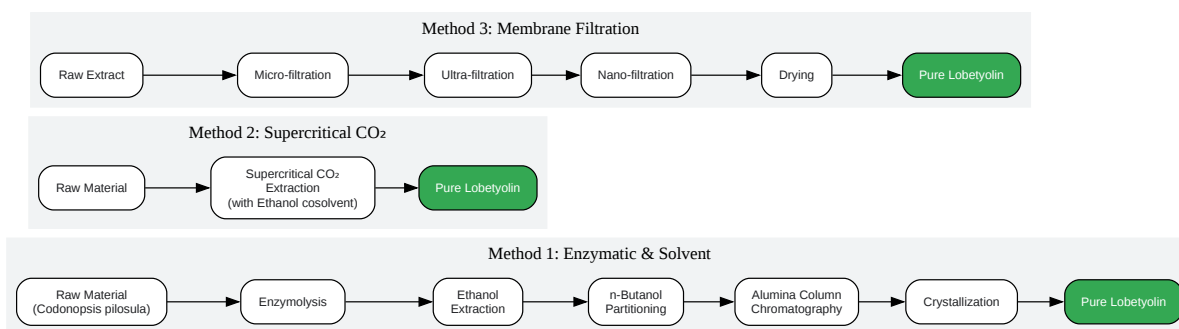 Method 3: Membrane Filtration
Raw Extract
Micro-filtration
Ultra-filtration
Nano-filtration
Drying
Pure Lobetyolin
Method 2: Supercritical CO₂
Raw Material
Supercritical CO₂
Extraction
(with Ethanol cosolvent)
Pure Lobetyolin
Method 1: Enzymatic & Solvent
Raw Material
(Codonopsis pilosula)
Enzymolysis
Ethanol
Extraction
n-Butanol
Partitioning
Alumina Column
Chromatography
Crystallization
Pure Lobetyolin